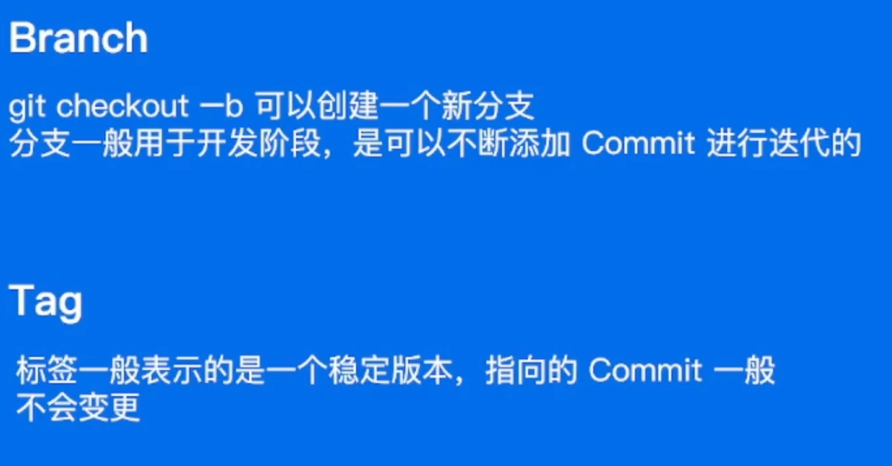 Branch
git checkout —b 可以创建一个新分支
分支一般用于开发阶段，是可以不断添加 Commit 进行迭代的
Tag
标签一般表示的是一个稳定版本，指向的 Commit 一般
不会变更